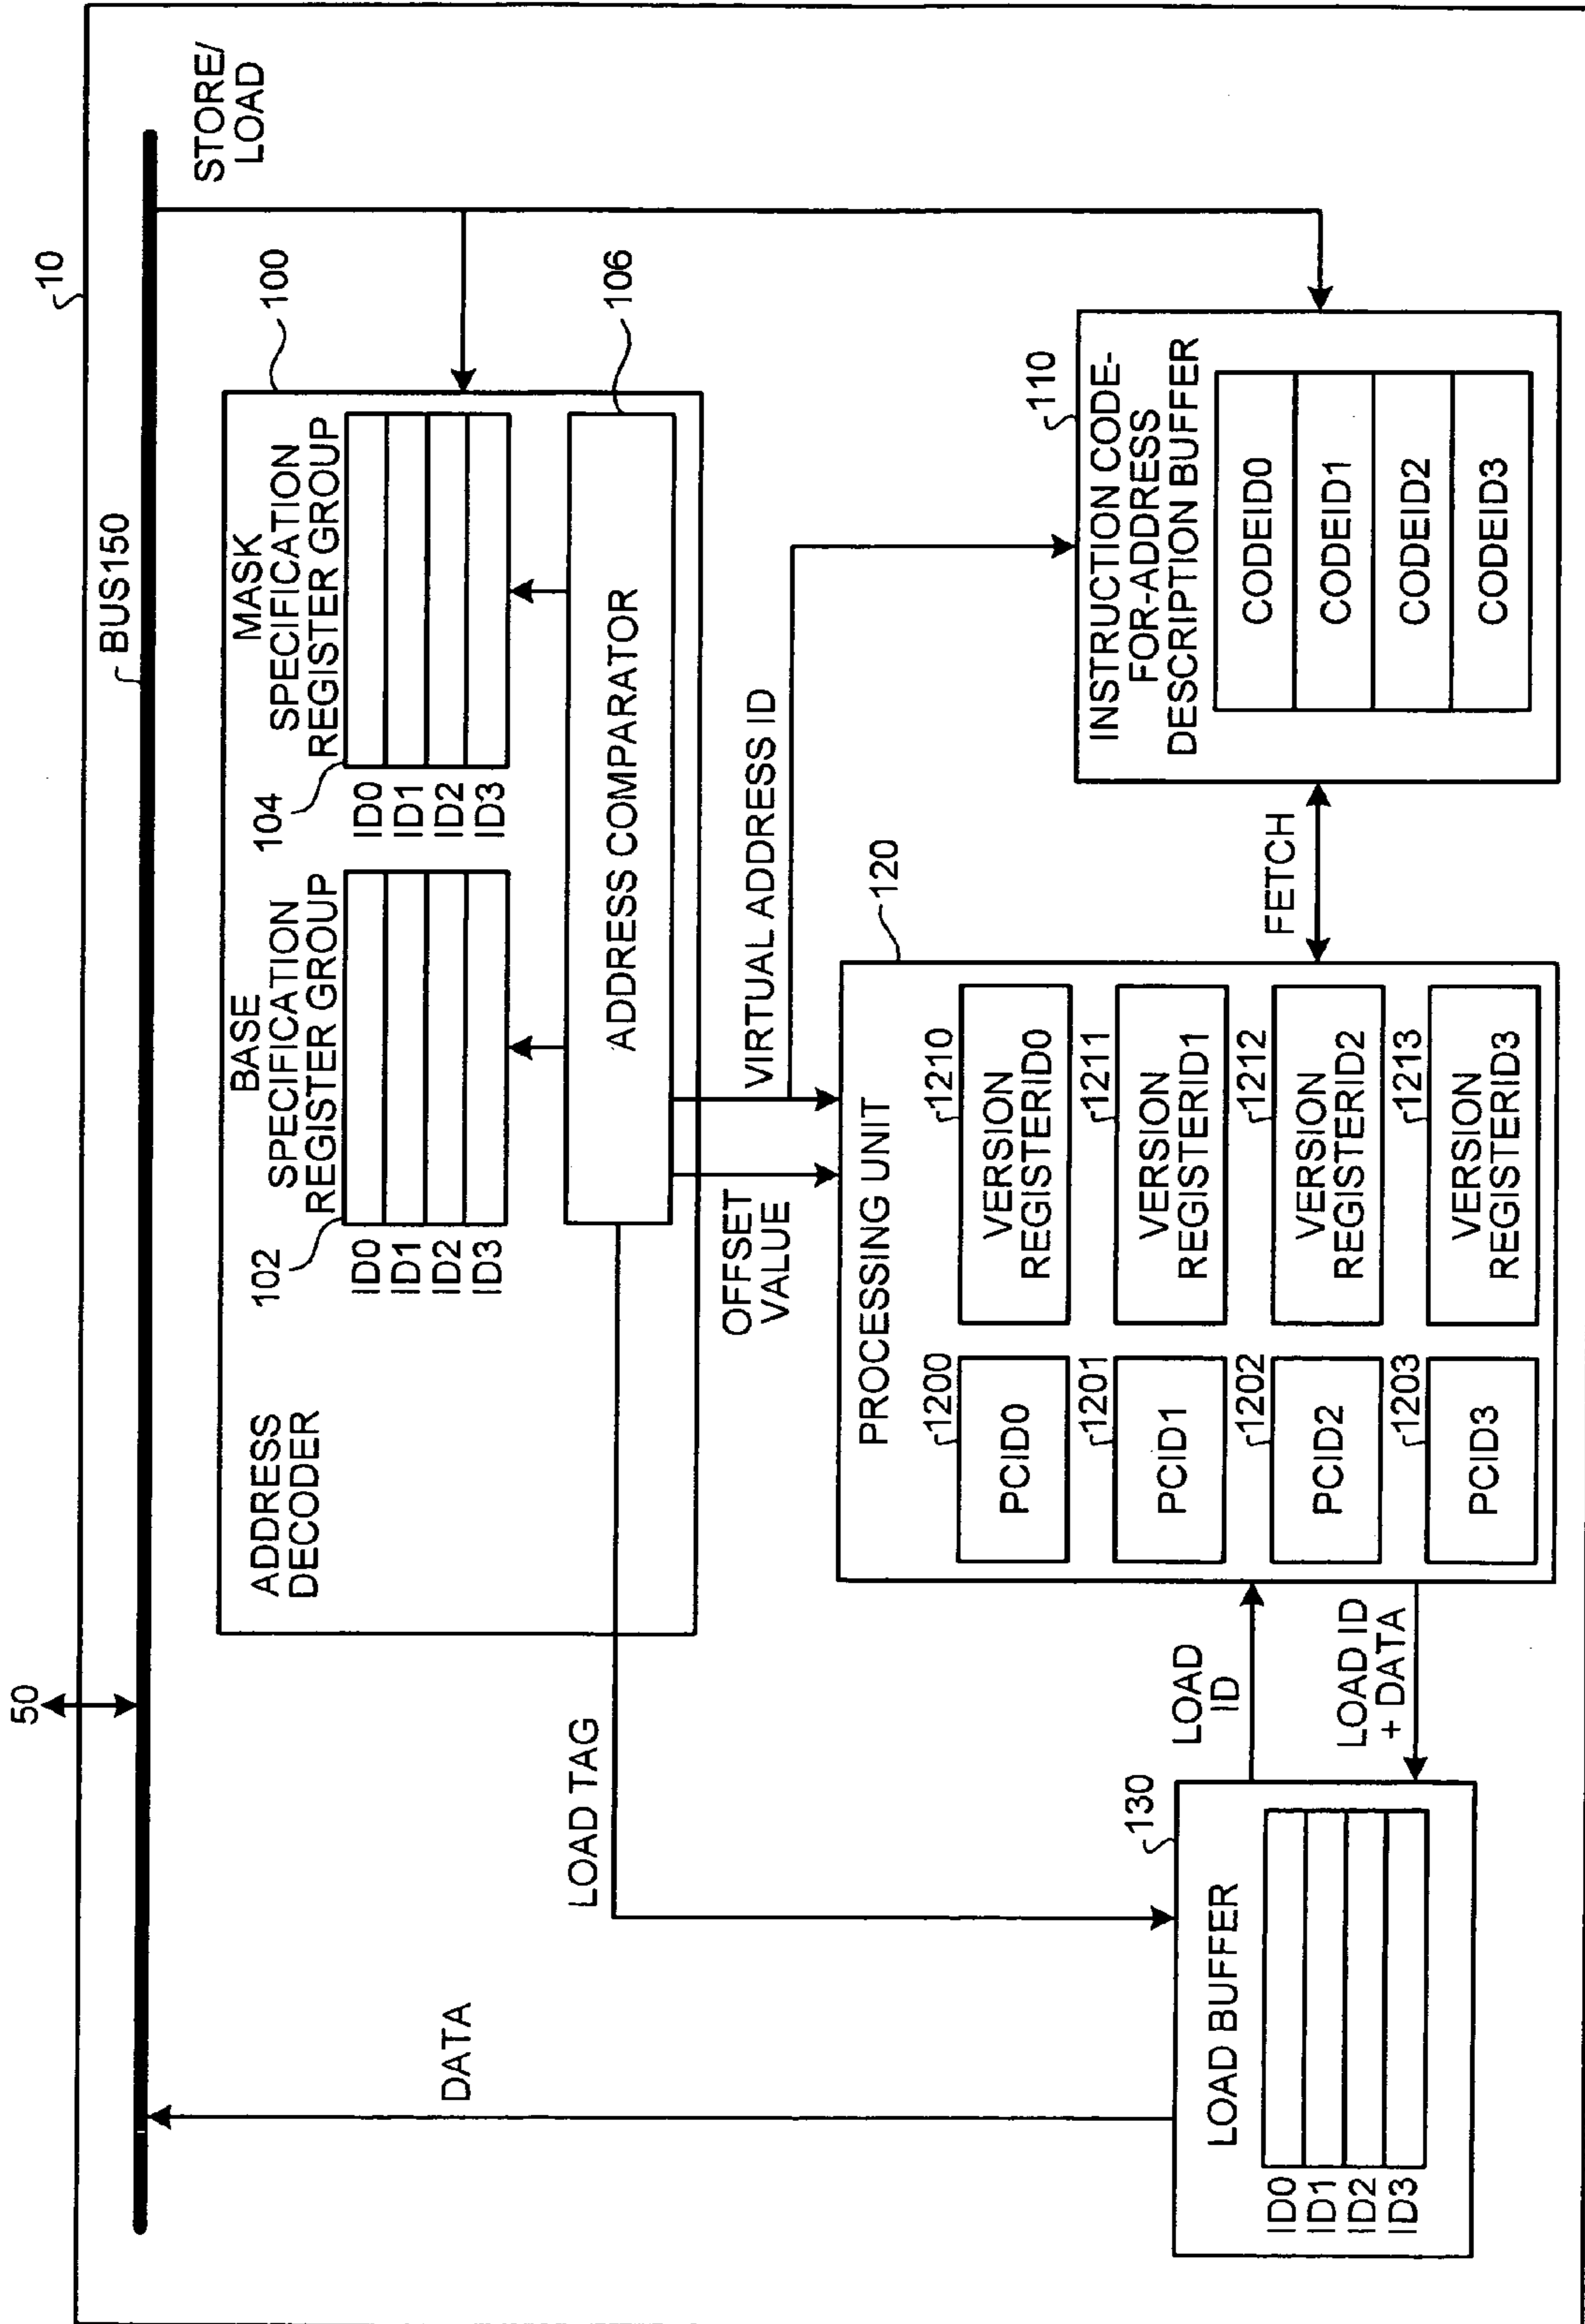 50
10
BUS150
STORE/
LOAD
100
ADDRESS
DECODER
102
BASE
SPECIFICATION
REGISTER GROUP
ID0
ID1
ID2
ID3
104
MASK
SPECIFICATION
REGISTER GROUP
ID0
ID1
ID2
ID3
106
ADDRESS COMPARATOR
DATA
LOAD TAG
OFFSET
VALUE
VIRTUAL ADDRESS ID
130
LOAD BUFFER
ID0
ID1
ID2
ID3
LOAD
ID
LOAD ID
+ DATA
120
PROCESSING UNIT
1200
PCID0
1210
VERSION
REGISTERID0
1201
PCID1
1211
VERSION
REGISTERID1
1202
PCID2
1212
VERSION
REGISTERID2
1203
PCID3
1213
VERSION
REGISTERID3
FETCH
110
INSTRUCTION CODE-
FOR-ADDRESS
DESCRIPTION BUFFER
CODEID0
CODEID1
CODEID2
CODEID3